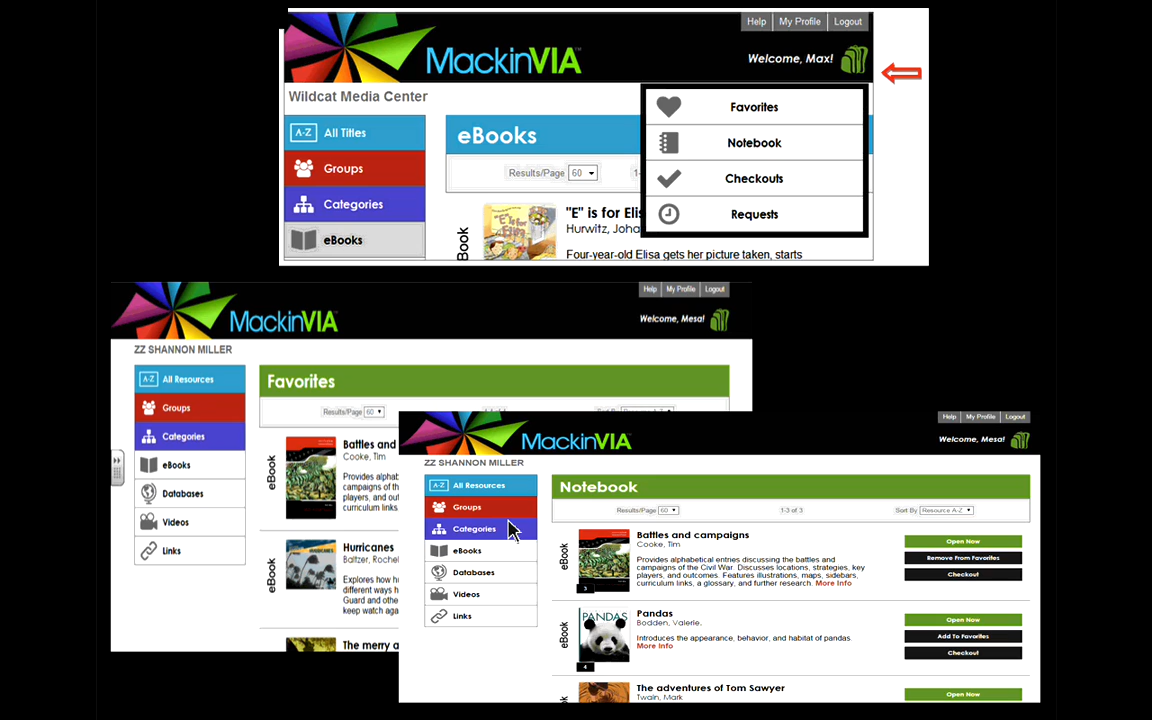 Help My Profile Logout
MackinVIA™
Welcome, Max!
Wildcat Media Center
Favorites
Notebook
Checkouts
Requests
A-Z All Titles
Groups
Categories
eBooks
eBooks
Results/Page 60 1-
Book
"E" is for Elis
Hurwitz, Joha
Four-year-old Elisa gets her picture taken, starts
Help My Profile Logout
MackinVIA
Welcome, Mesa!
ZZ SHANNON MILLER
A-Z All Resources
Groups
Categories
eBooks
Databases
Videos
Links
Favorites
Results/Page 60
eBook
Battles and
Cooke, Tim
Provides alphab
campaigns of th
players, and out
curriculum links
eBook
HURRICANES
Hurricanes
Baltzer, Rochel
Explores how h
different ways h
Guard and othe
keep watch aga
The merry a
Help My Profile Logout
MackinVIA
Welcome, Mesa!
ZZ SHANNON MILLER
A-Z All Resources
Groups
Categories
eBooks
Databases
Videos
Links
Notebook
Results/Page 60 1-3 of 3 Sort By Resource A-Z
eBook
3
Battles and campaigns
Cooke, Tim
Provides alphabetical entries discussing the battles and
campaigns of the Civil War. Discusses locations, strategies, key
players, and outcomes. Features illustrations, maps, sidebars,
curriculum links, a glossary, and further research. More Info
Open Now
Remove From Favorites
Checkout
eBook
PANDAS
4
Pandas
Bodden, Valerie.
Introduces the appearance, behavior, and habitat of pandas.
More Info
Open Now
Add To Favorites
Checkout
The adventures of Tom Sawyer
Twain, Mark
Open Now